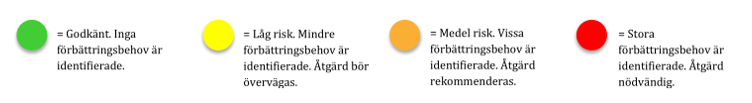 = Godkänt. Inga
förbättringsbehov är
identifierade.
= Låg risk. Mindre
förbättringsbehov är
identifierade. Åtgärd bör
övervägas.
= Medel risk. Vissa
förbättringsbehov är
identifierade. Åtgärd
rekommenderas.
= Stora
förbättringsbehov är
identifierade. Åtgärd
nödvändig.